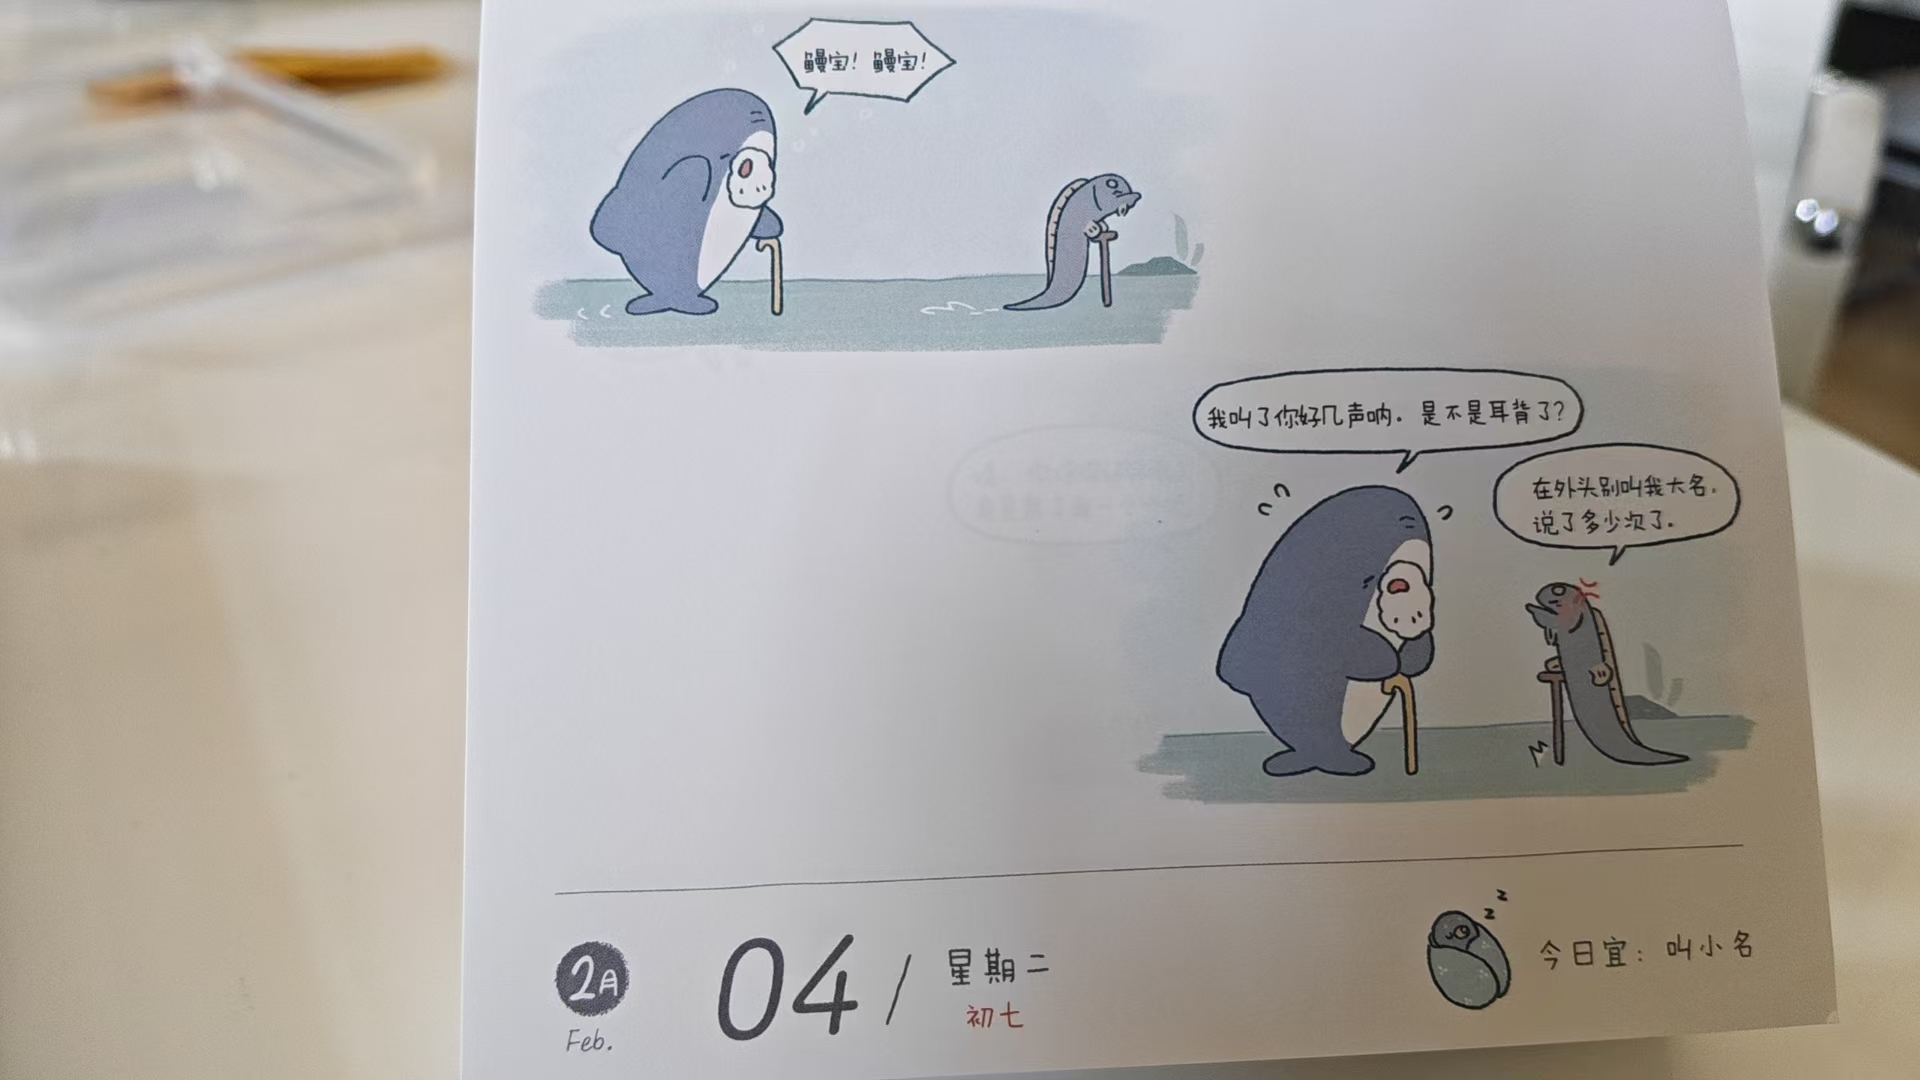 鳗宝！鳗宝！
我叫了你好几声呐．是不是耳背了？
在外头别叫我大名．
说了多少次了．
2月
Feb.
04/
星期二
初七
z z
今日宜：叫小名